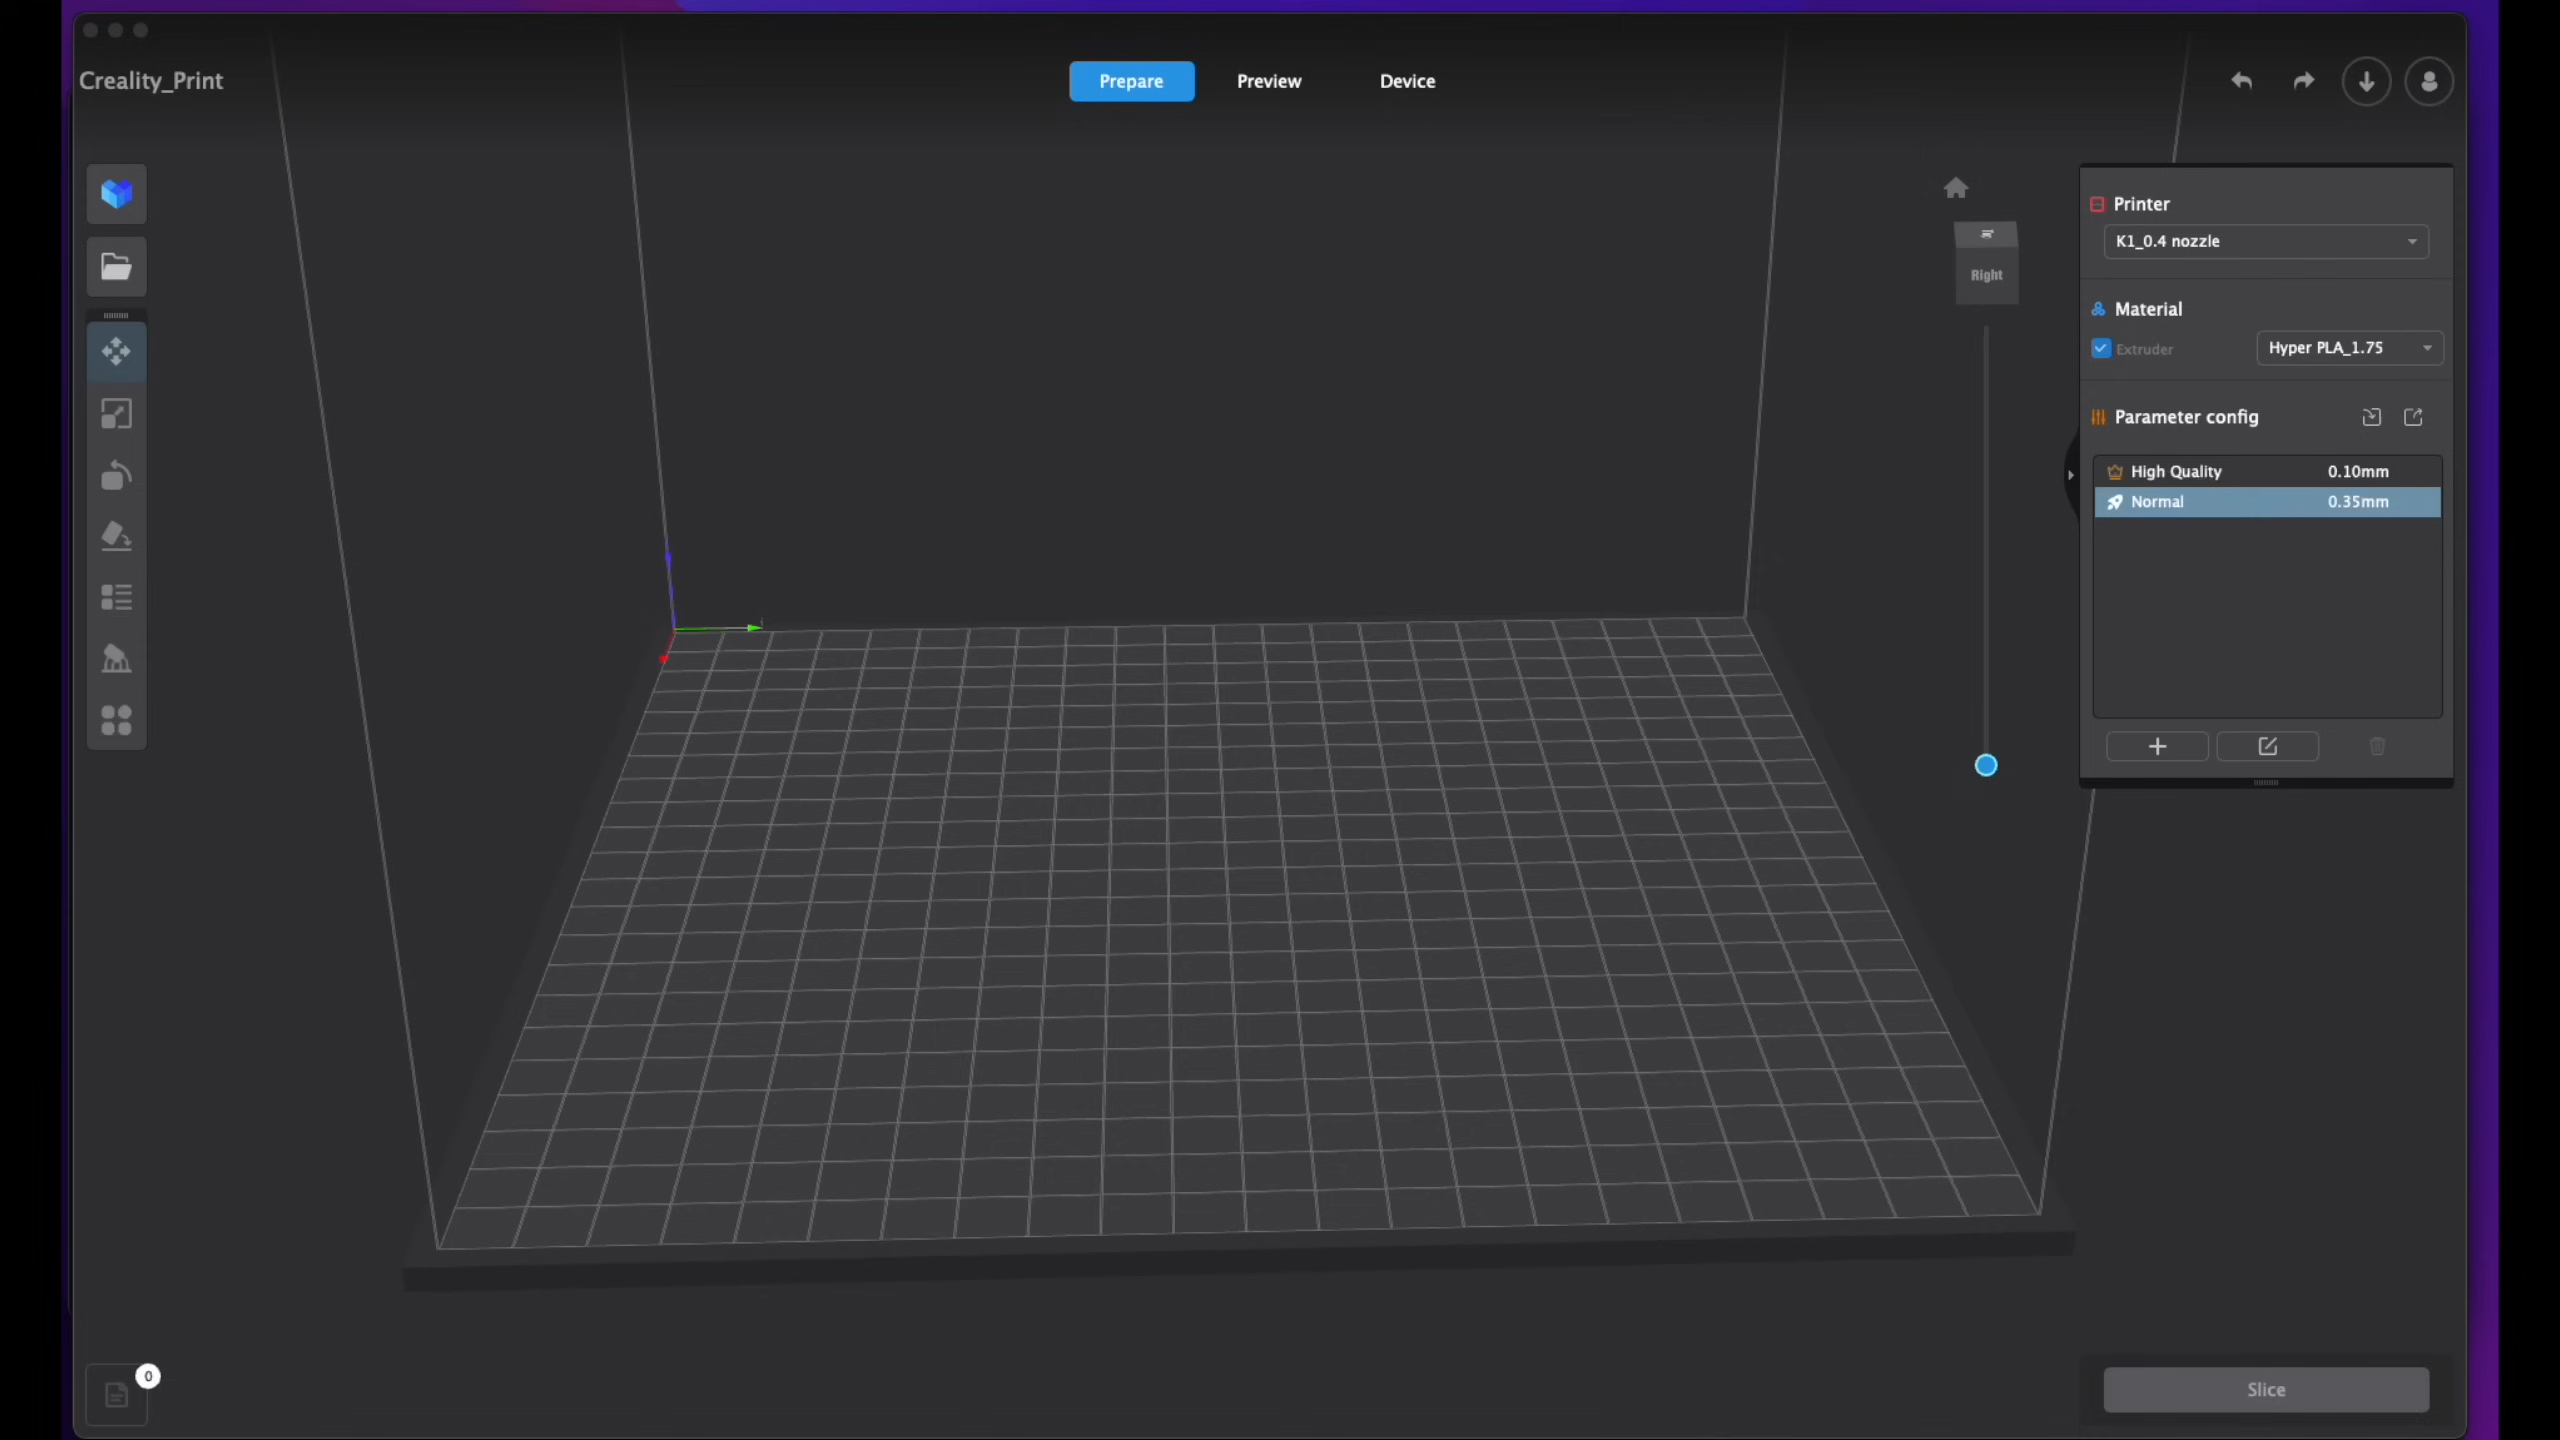 Creality_Print
Prepare
Preview
Device
Right
Printer
K1_0.4 nozzle
Material
Extruder
Hyper PLA_1.75
Parameter config
High Quality 0.10mm
Normal 0.35mm
0
Slice